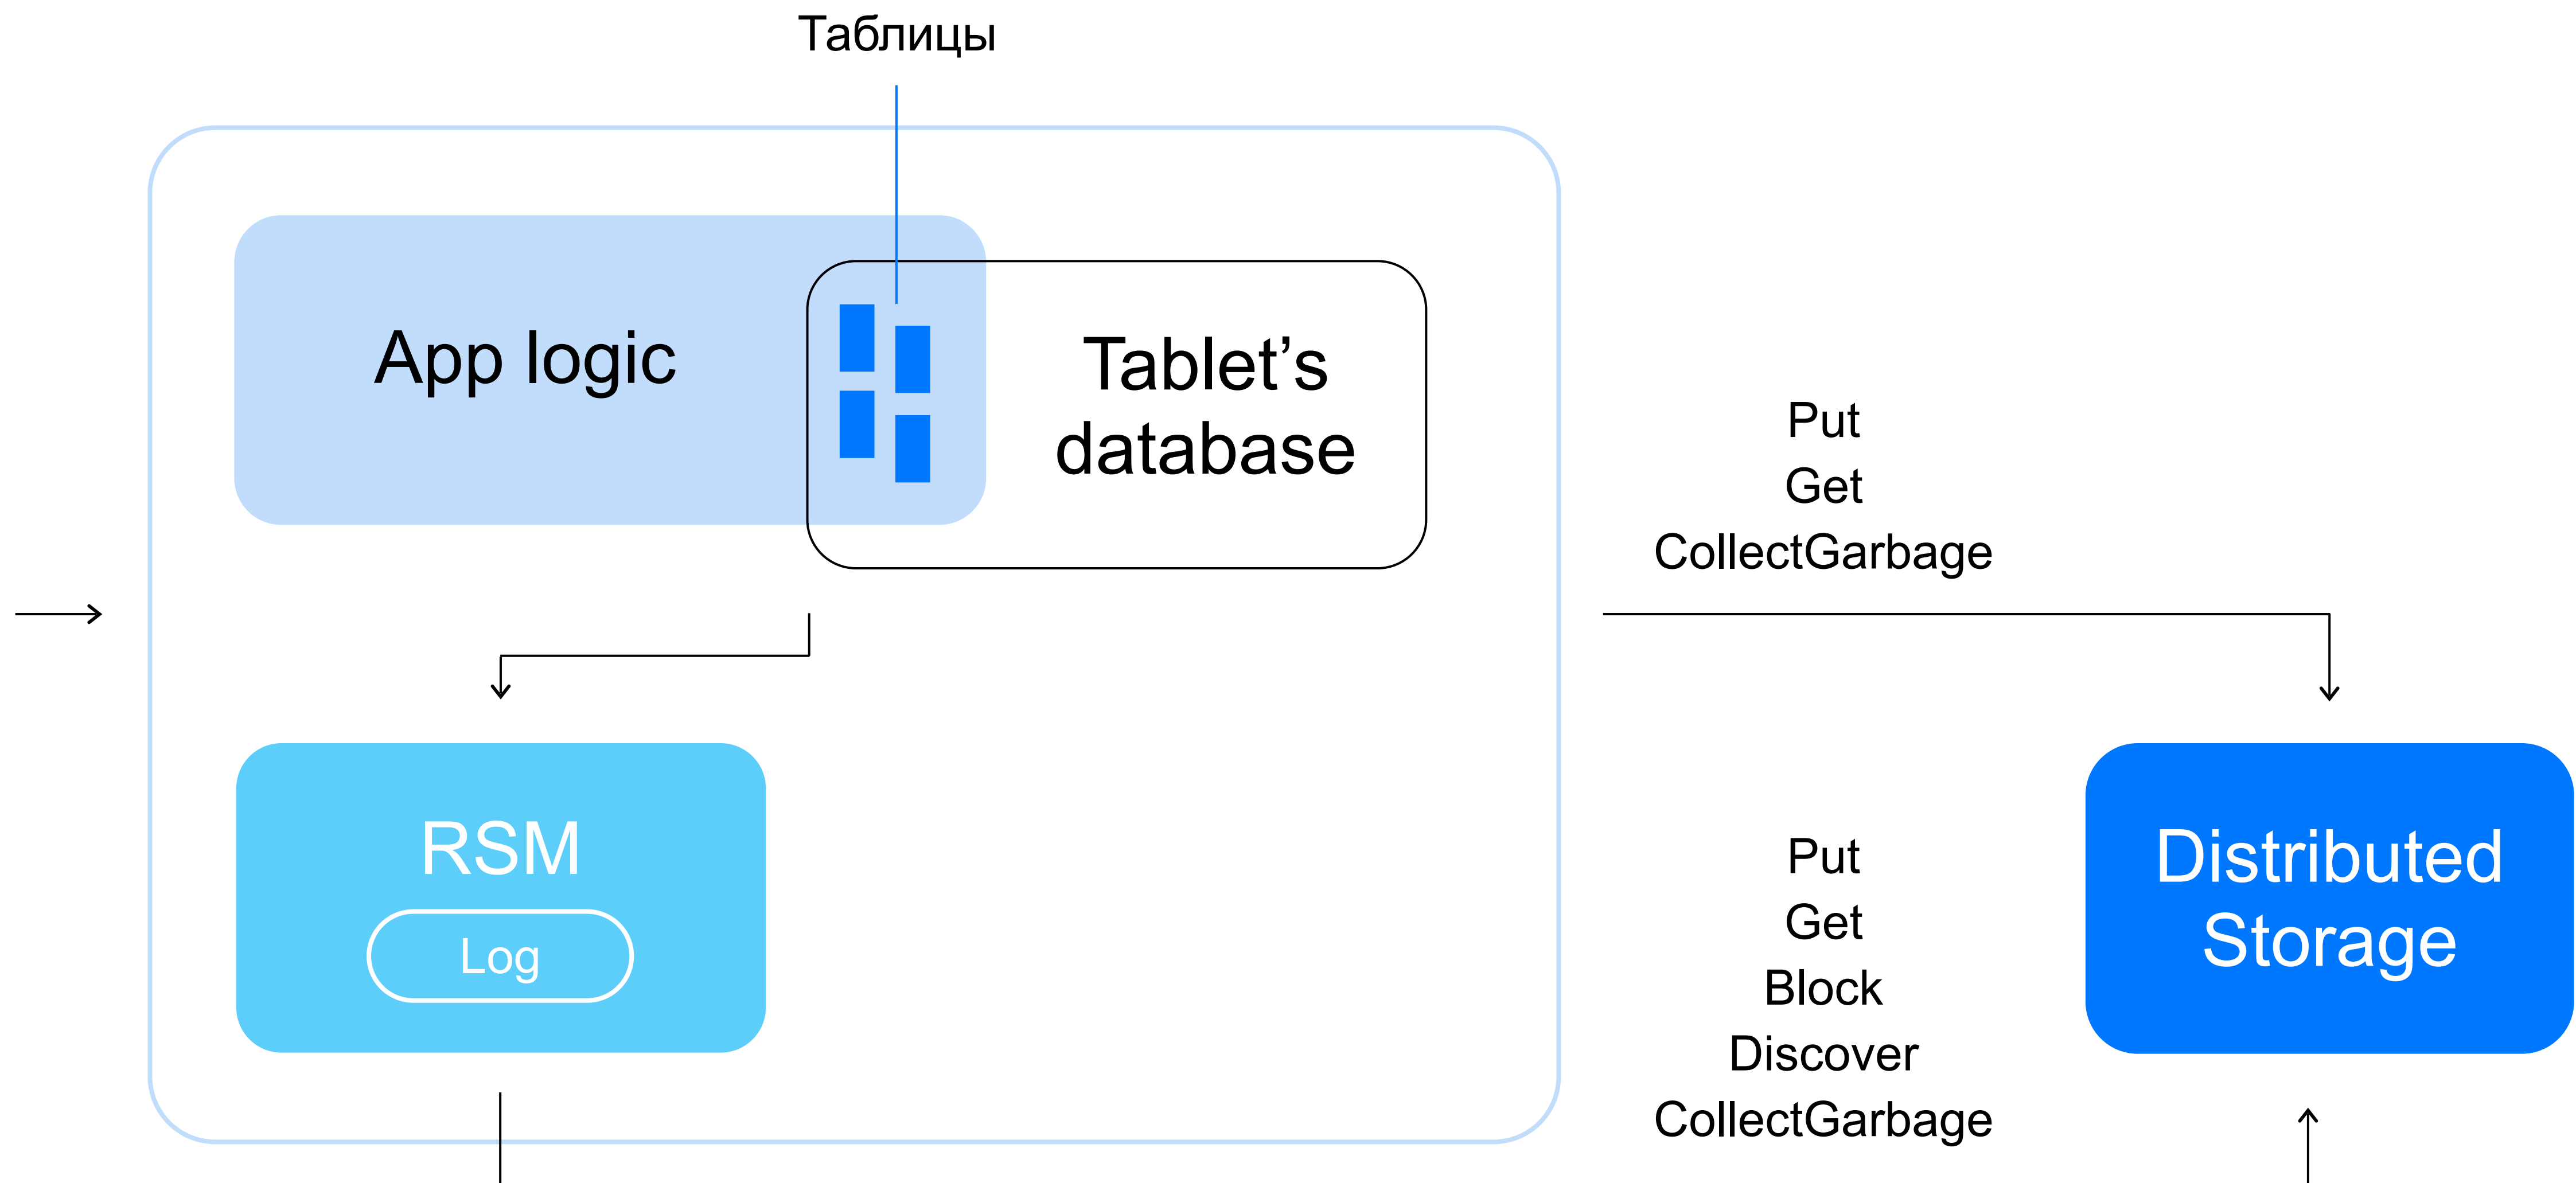 Таблицы
App logic
Tablet’s
database
Put
Get
CollectGarbage
RSM
Log
Put
Get
Block
Discover
CollectGarbage
Distributed
Storage